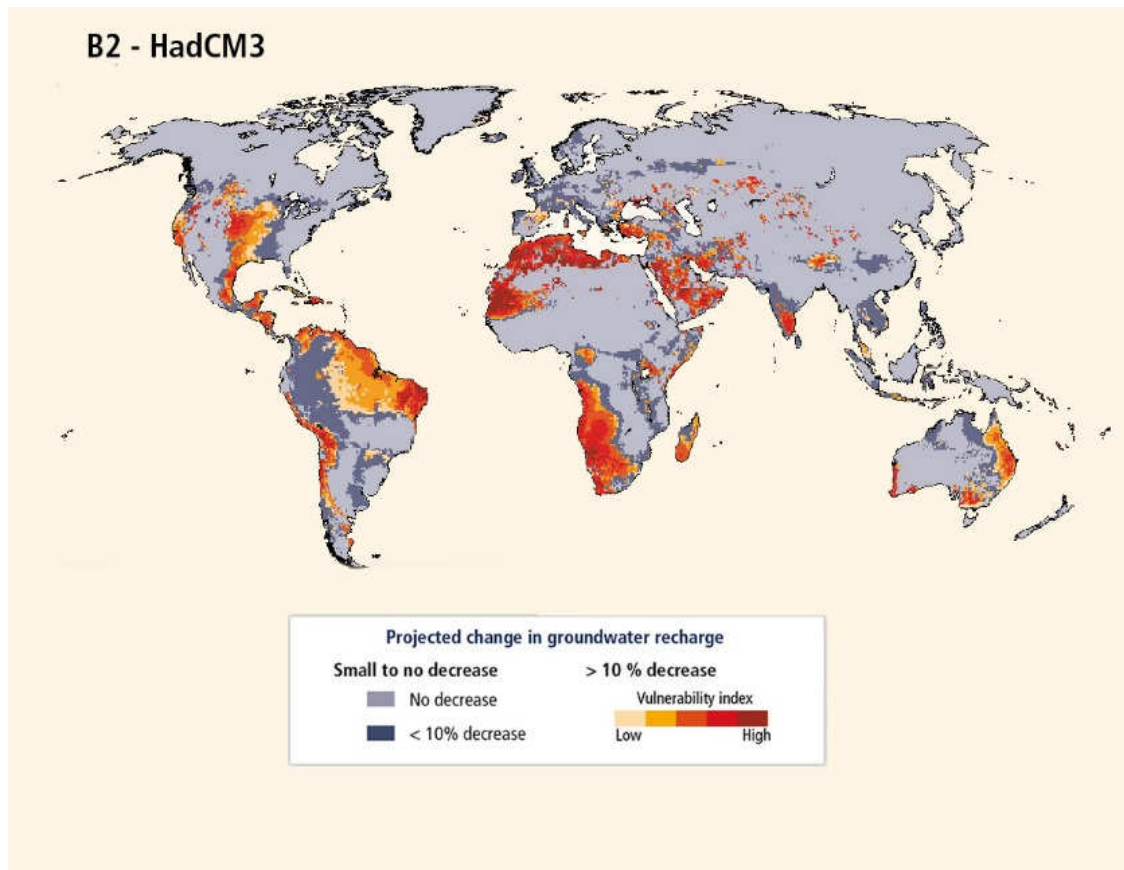 B2 - HadCM3
Projected change in groundwater recharge
Small to no decrease
> 10 % decrease
No decrease
Vulnerability index
< 10% decrease
Low
High